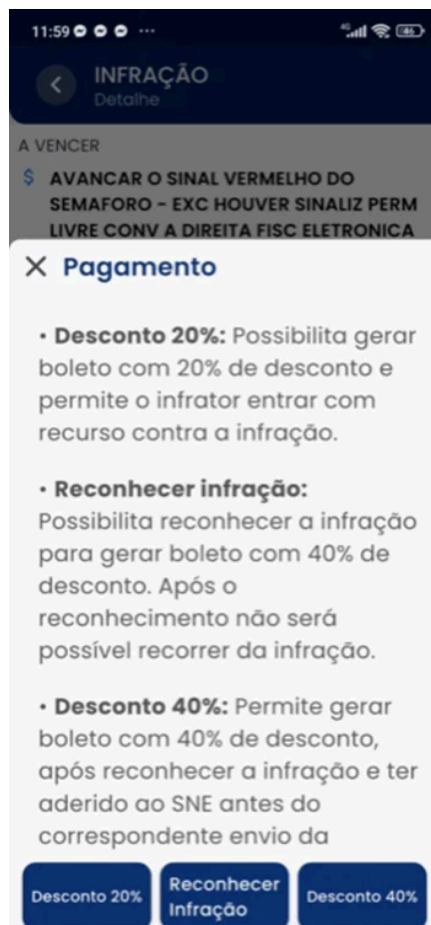 11:59
4G
46
INFRAÇÃO
Detalhe
A VENCER
$ AVANCAR O SINAL VERMELHO DO
SEMAFORO - EXC HOUVER SINALIZ PERM
LIVRE CONV A DIREITA FISC ELETRONICA
Pagamento
• Desconto 20%: Possibilita gerar
boleto com 20% de desconto e
permite o infrator entrar com
recurso contra a infração.
• Reconhecer infração:
Possibilita reconhecer a infração
para gerar boleto com 40% de
desconto. Após o
reconhecimento não será
possível recorrer da infração.
• Desconto 40%: Permite gerar
boleto com 40% de desconto,
após reconhecer a infração e ter
aderido ao SNE antes do
correspondente envio da
Desconto 20%
Reconhecer
Infração
Desconto 40%